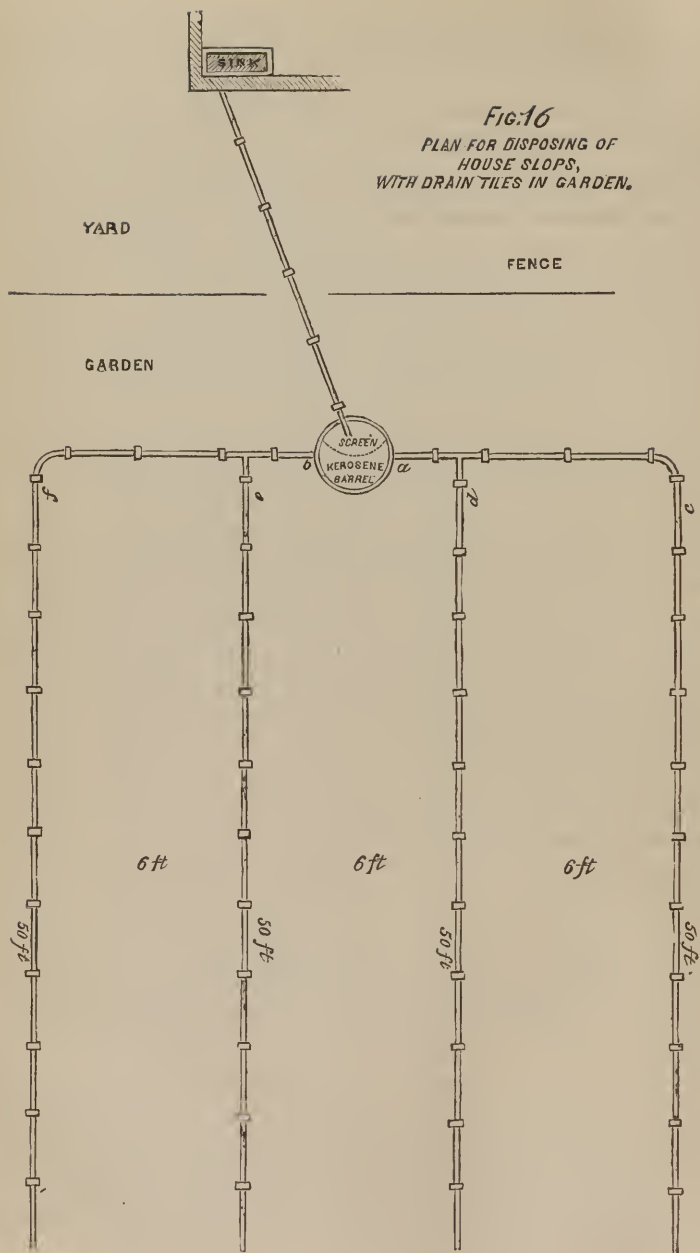 SINK
FIG. 16
PLAN FOR DISPOSING OF
HOUSE SLOPS,
WITH DRAIN TILES IN GARDEN.
YARD
FENCE
GARDEN
SCREEN
KEROSENE
BARREL
b
a
f
e
d
c
6 ft
6 ft
6 ft
50 ft
50 ft
50 ft
50 ft.